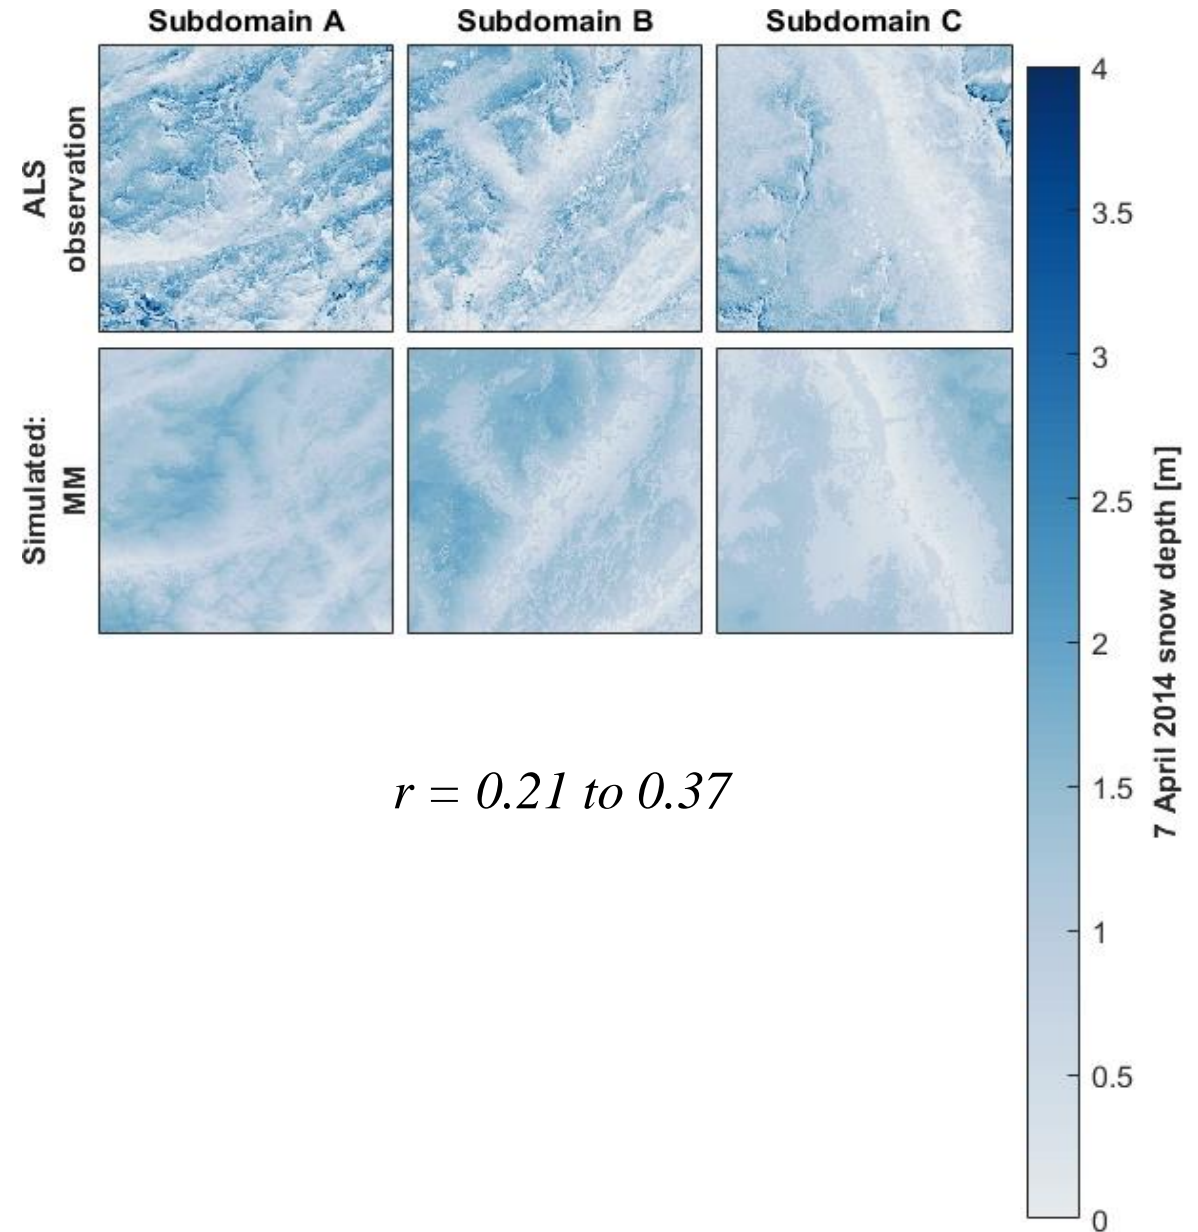 Subdomain A
Subdomain B
Subdomain C
ALS
observation
Simulated:
MM
r = 0.21 to 0.37
4
3.5
3
2.5
2
1.5
1
0.5
0
7 April 2014 snow depth [m]